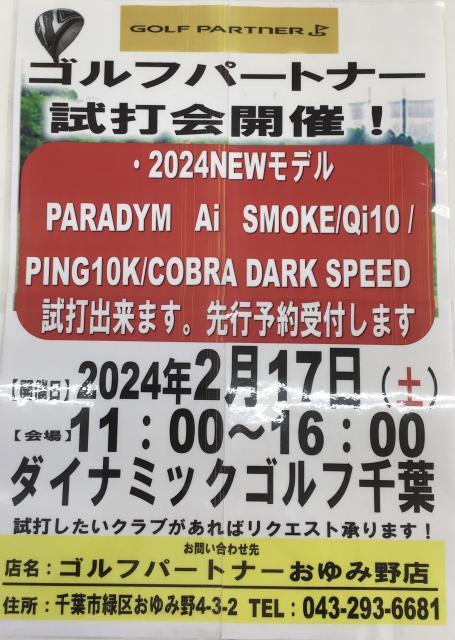 GOLF PARTNER
ゴルフパートナー
試打会開催！
・2024NEWモデル
PARADYM Ai SMOKE/Qi10 /
PING10K/COBRA DARK SPEED
試打出来ます。先行予約受付します
【開催日】2024年2月17日（土）
【会場】11：00～16：00
ダイナミックゴルフ千葉
試打したいクラブがあればリクエスト承ります！
お問い合わせ先
店名：ゴルフパートナーおゆみ野店
住所：千葉市緑区おゆみ野4-3-2 TEL：043-293-6681